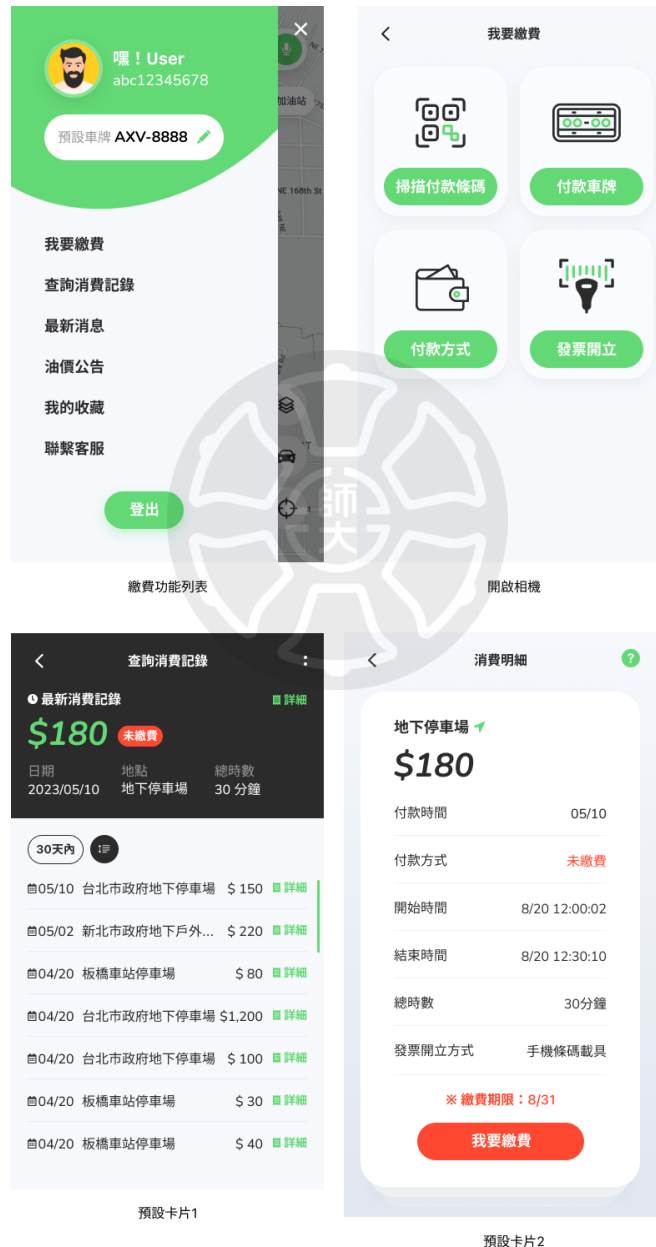 嘿！User
abc12345678
預設車牌 AXV-8888
我要繳費
查詢消費記錄
最新消息
油價公告
我的收藏
聯繫客服
登出
加油站
NE 168th St
繳費功能列表
我要繳費
掃描付款條碼
付款車牌
付款方式
發票開立
開啟相機
師大
查詢消費記錄
最新消費記錄 詳細
$180 未繳費
日期 地點 總時數
2023/05/10 地下停車場 30 分鐘
30天內
05/10 台北市政府地下停車場 $ 150 詳細
05/02 新北市政府地下戶外... $ 220 詳細
04/20 板橋車站停車場 $ 80 詳細
04/20 台北市政府地下停車場 $1,200 詳細
04/20 台北市政府地下停車場 $ 100 詳細
04/20 板橋車站停車場 $ 30 詳細
04/20 板橋車站停車場 $ 40 詳細
預設卡片1
消費明細 ?
地下停車場
$180
付款時間 05/10
付款方式 未繳費
開始時間 8/20 12:00:02
結束時間 8/20 12:30:10
總時數 30分鐘
發票開立方式 手機條碼載具
※ 繳費期限：8/31
我要繳費
預設卡片2